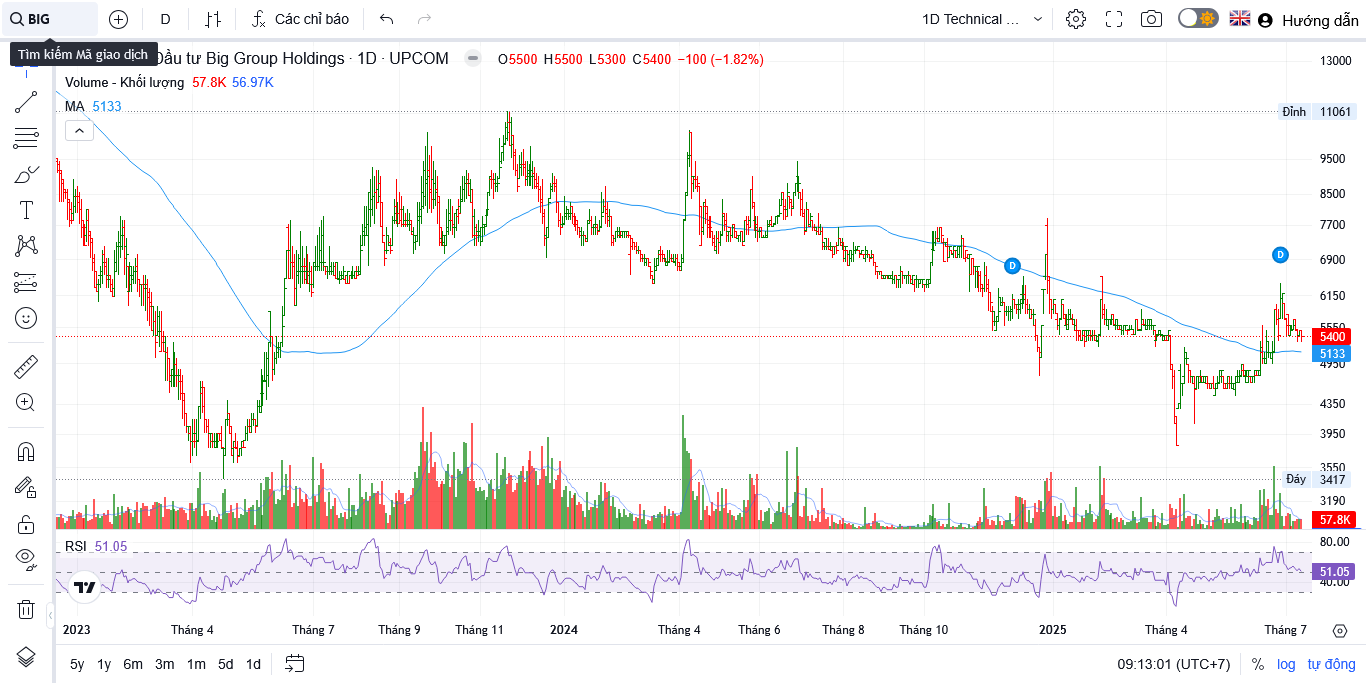 BIG
D
Các chỉ báo
1D Technical ...
Hướng dẫn
Tìm kiếm Mã giao dịch
Đầu tư Big Group Holdings · 1D · UPCOM
O5500 H5500 L5300 C5400 −100 (−1.82%)
Volume - Khối lượng 57.8K 56.97K
MA 5133
13000
Đỉnh 11061
9500
8500
7700
D
D
6900
6150
5550
5400
5133
4950
4350
3950
3550
Đáy 3417
3190
57.8K
RSI 51.05
80.00
51.05
40.00
2023 Tháng 4 Tháng 7 Tháng 9 Tháng 11 2024 Tháng 4 Tháng 6 Tháng 8 Tháng 10 2025 Tháng 4 Tháng 7
5y 1y 6m 3m 1m 5d 1d
09:13:01 (UTC+7) % log tự động